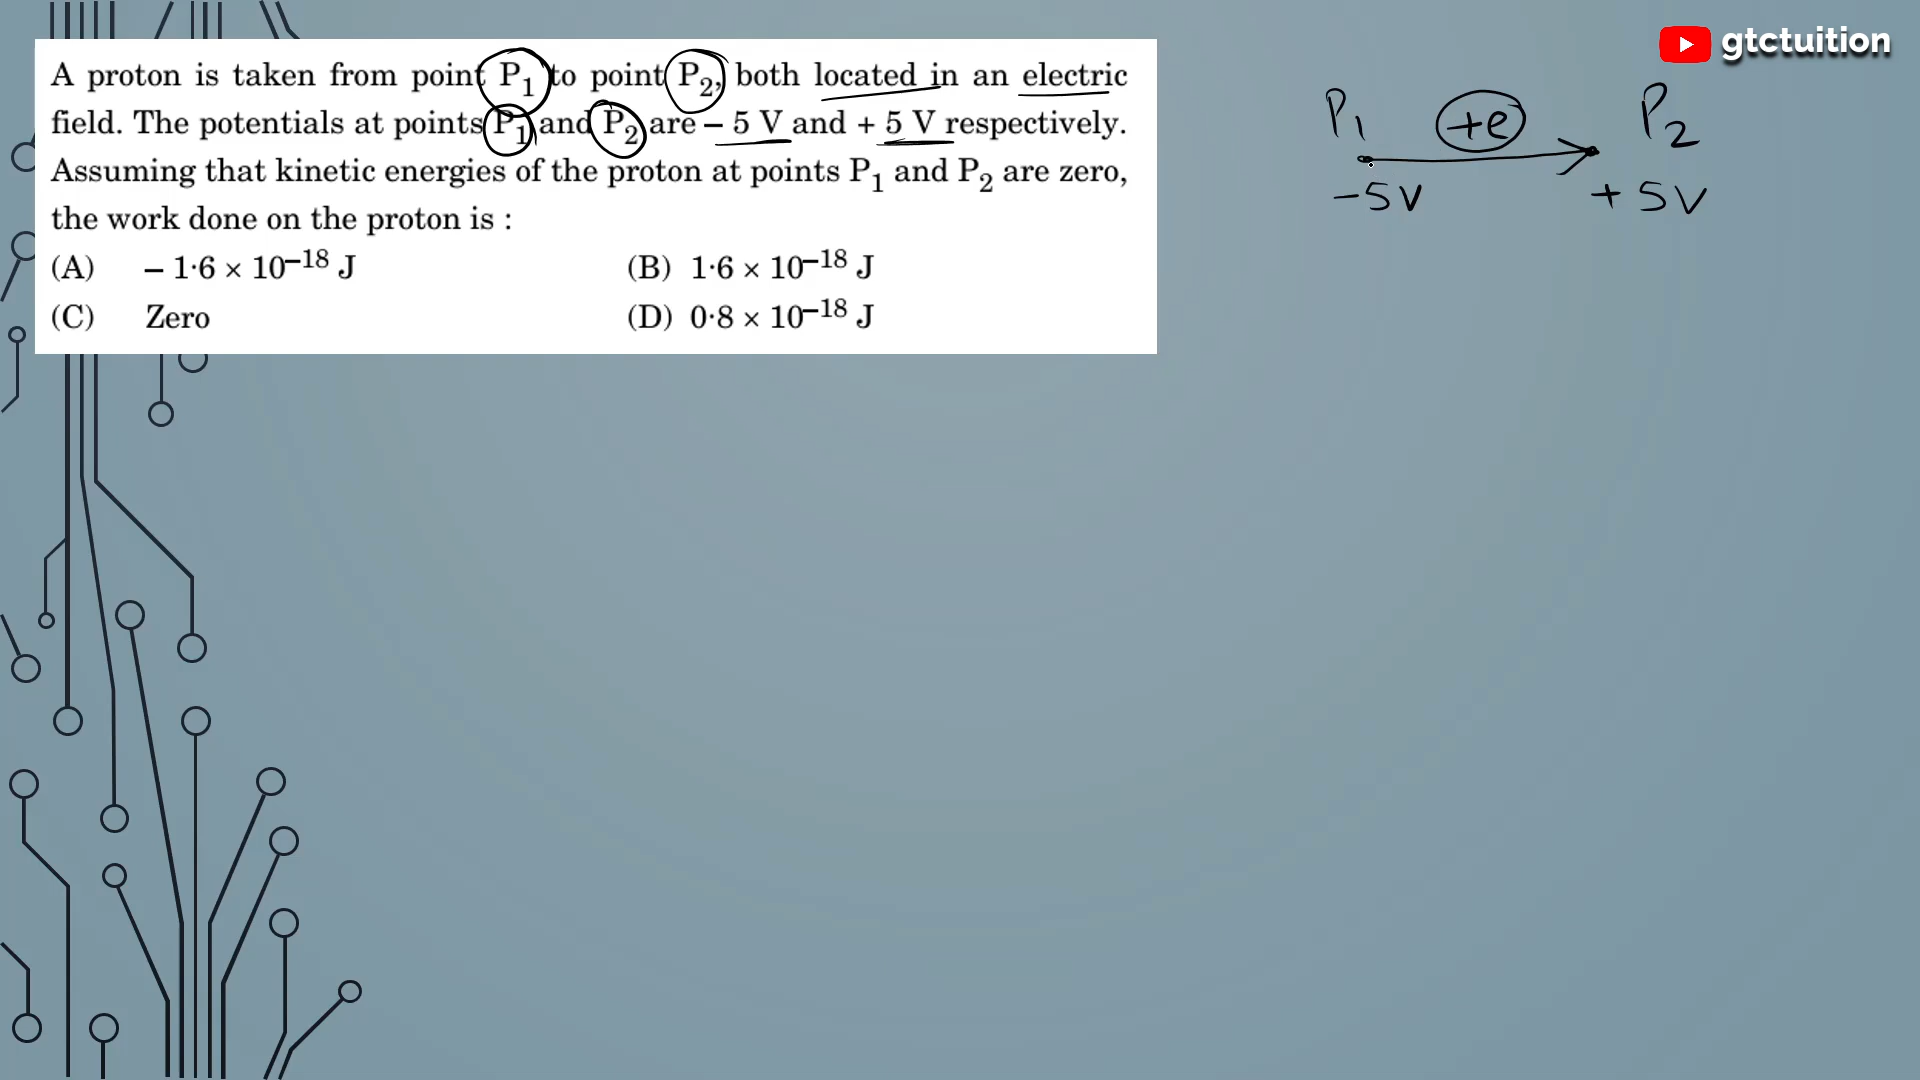 gtctuition
A proton is taken from point P₁ to point P₂, both located in an electric
field. The potentials at points P₁ and P₂ are – 5 V and + 5 V respectively.
Assuming that kinetic energies of the proton at points P₁ and P₂ are zero,
the work done on the proton is :
(A) – 1·6 × 10⁻¹⁸ J (B) 1·6 × 10⁻¹⁸ J
(C) Zero (D) 0·8 × 10⁻¹⁸ J
P₁ +e P₂
-5V +5V